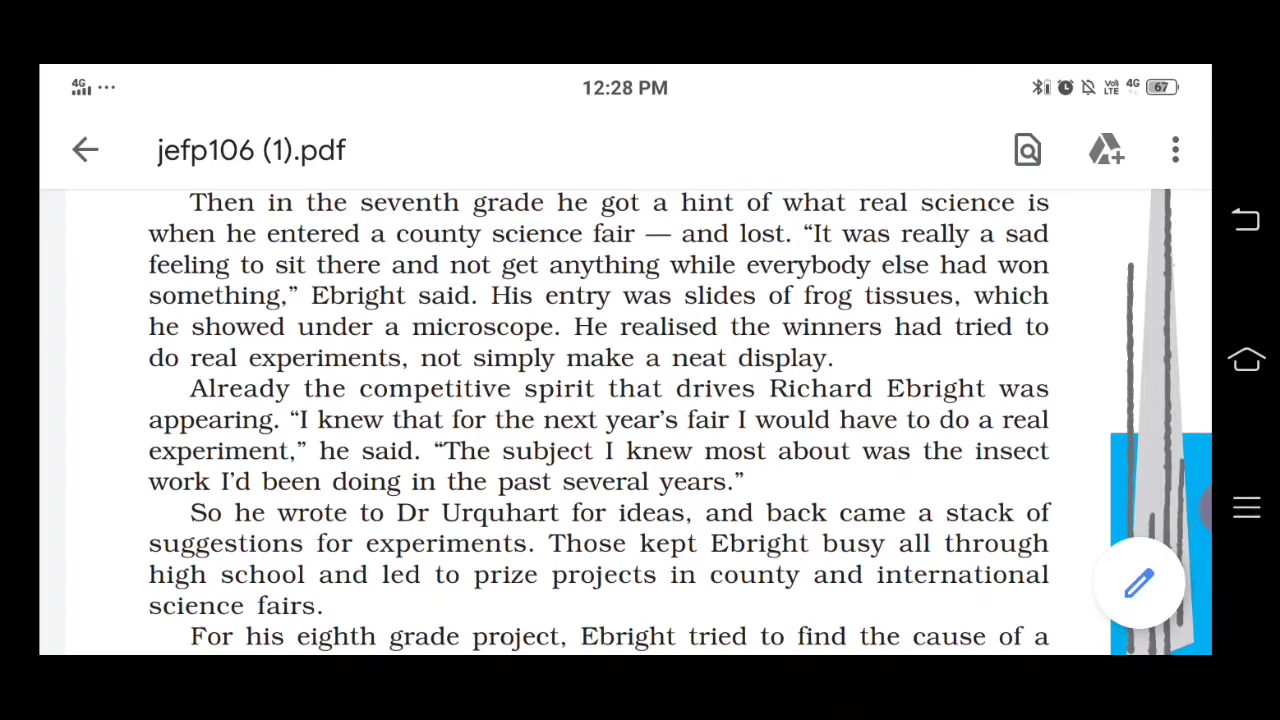 4G ...
12:28 PM
Vo)) LTE 4G 67
jefp106 (1).pdf
Then in the seventh grade he got a hint of what real science is
when he entered a county science fair — and lost. “It was really a sad
feeling to sit there and not get anything while everybody else had won
something,” Ebright said. His entry was slides of frog tissues, which
he showed under a microscope. He realised the winners had tried to
do real experiments, not simply make a neat display.
Already the competitive spirit that drives Richard Ebright was
appearing. “I knew that for the next year’s fair I would have to do a real
experiment,” he said. “The subject I knew most about was the insect
work I’d been doing in the past several years.”
So he wrote to Dr Urquhart for ideas, and back came a stack of
suggestions for experiments. Those kept Ebright busy all through
high school and led to prize projects in county and international
science fairs.
For his eighth grade project, Ebright tried to find the cause of a